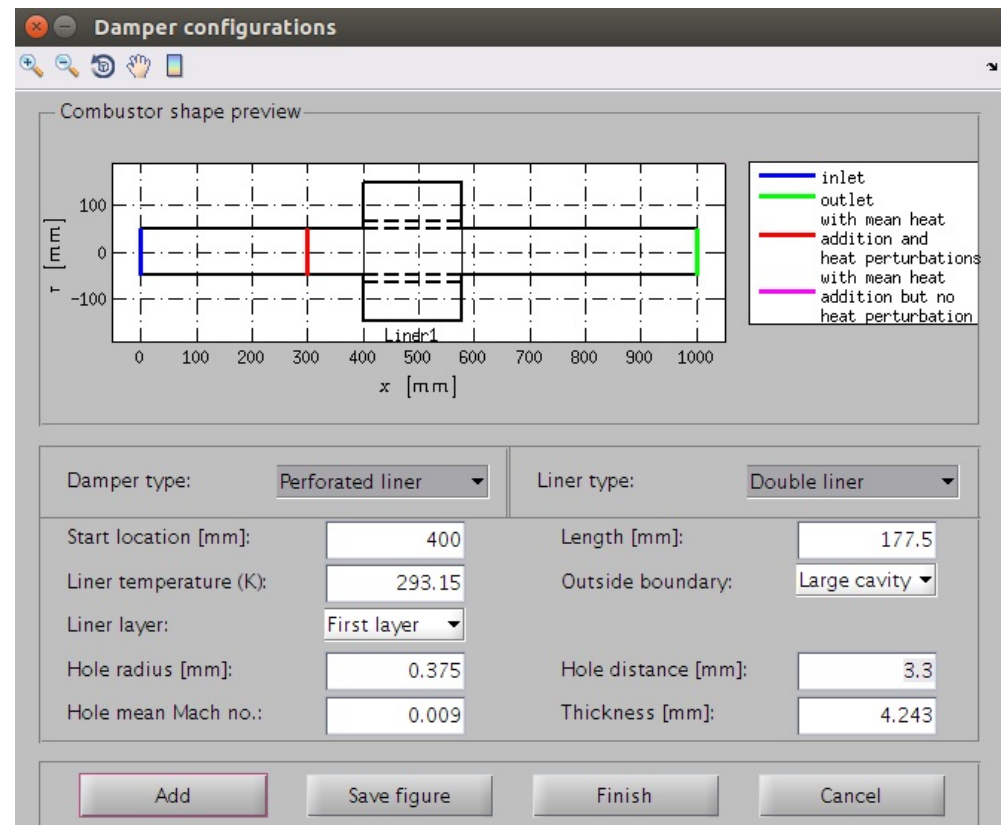 Damper configurations
Combustor shape preview
100
0
-100
r [mm]
Liner1
0 100 200 300 400 500 600 700 800 900 1000
x [mm]
inlet
outlet
with mean heat
addition and
heat perturbations
with mean heat
addition but no
heat perturbation
Damper type: Perforated liner Liner type: Double liner
Start location [mm]: 400 Length [mm]: 177.5
Liner temperature (K): 293.15 Outside boundary: Large cavity
Liner layer: First layer
Hole radius [mm]: 0.375 Hole distance [mm]: 3.3
Hole mean Mach no.: 0.009 Thickness [mm]: 4.243
Add Save figure Finish Cancel